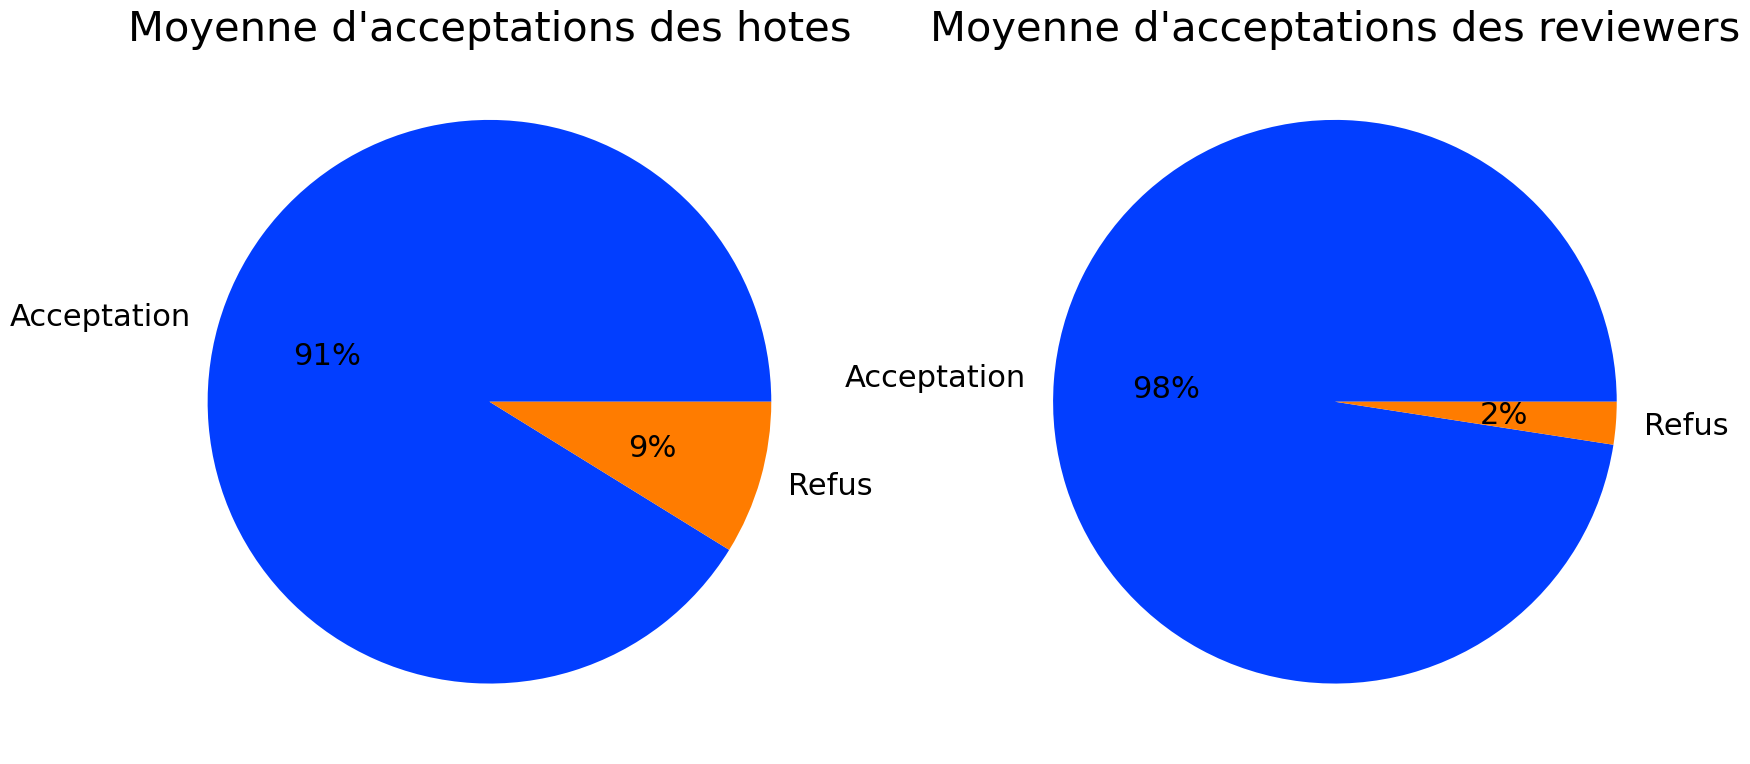 Moyenne d'acceptations des hotes
Acceptation
91%
9%
Refus
Moyenne d'acceptations des reviewers
Acceptation
98%
2%
Refus